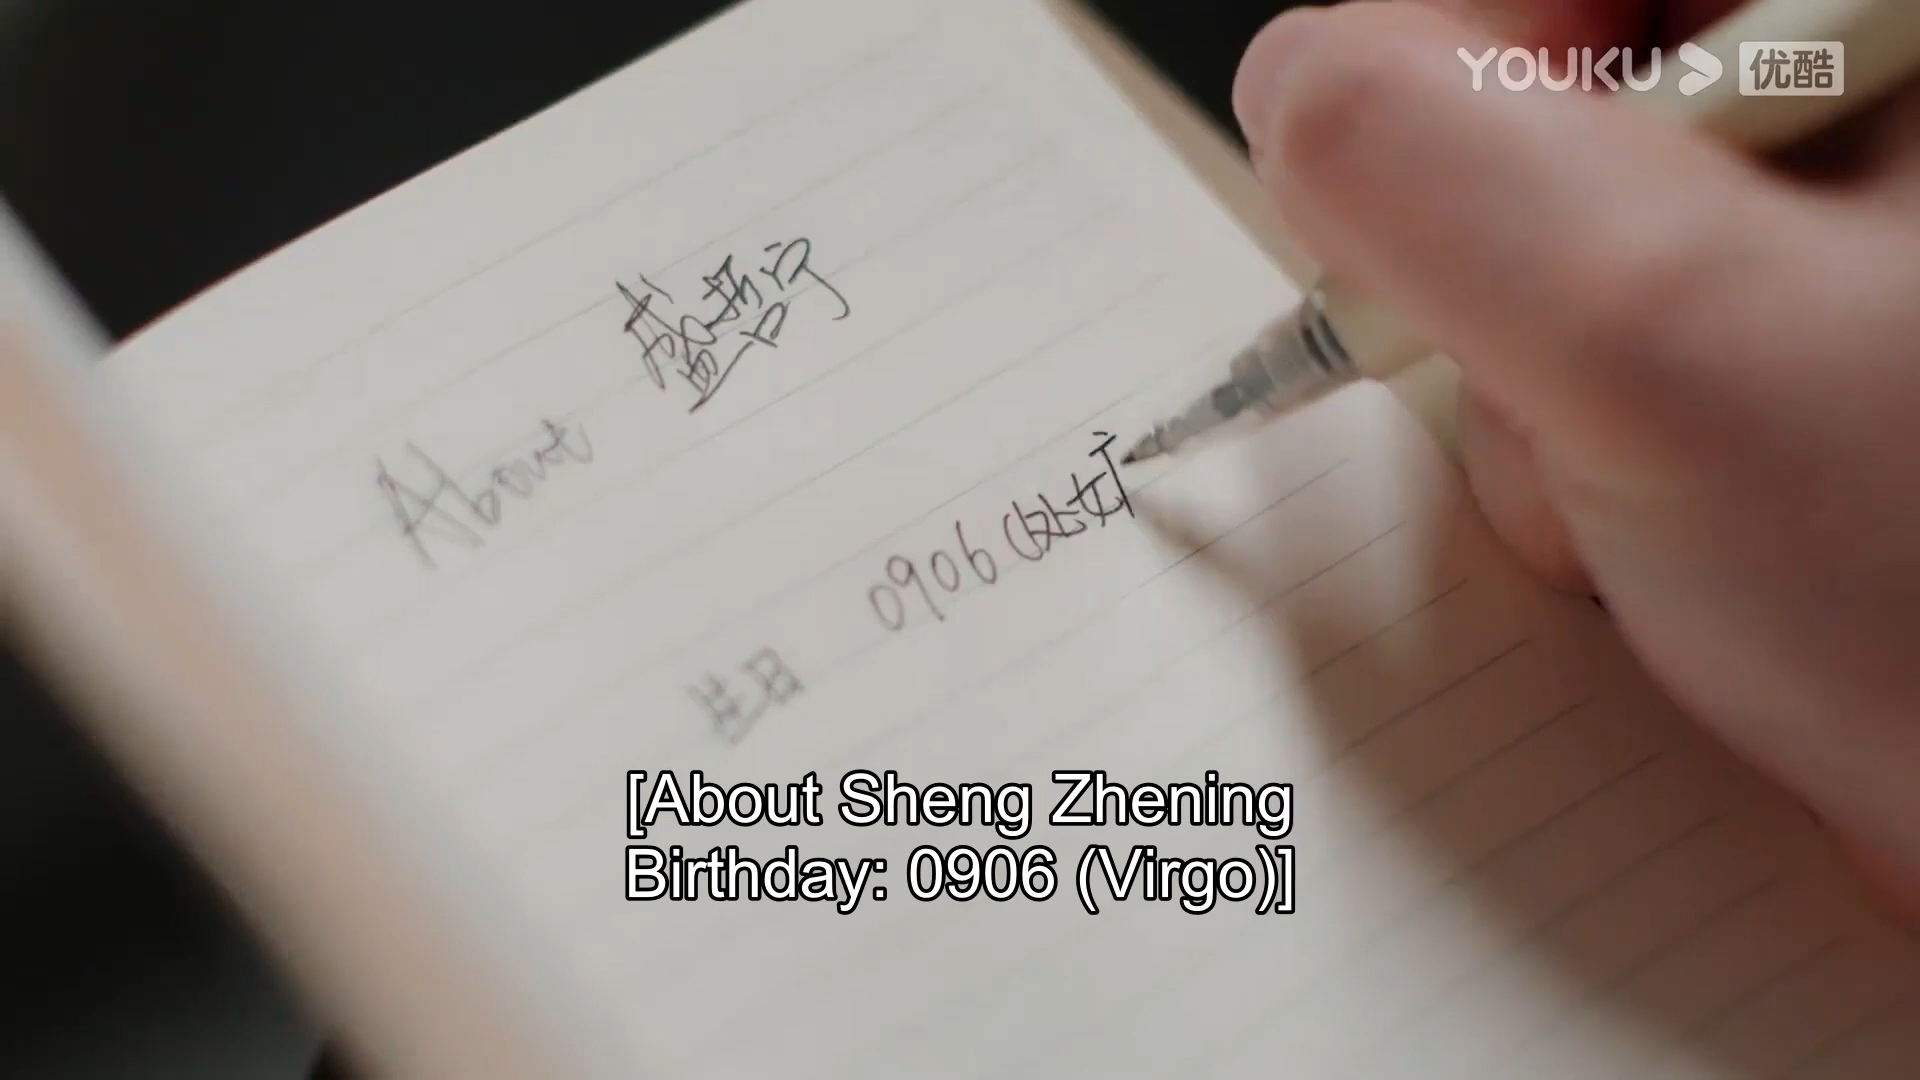 YOUKU 优酷
About 盛哲宁
生日 0906 (处女
[About Sheng Zhening
Birthday: 0906 (Virgo)]